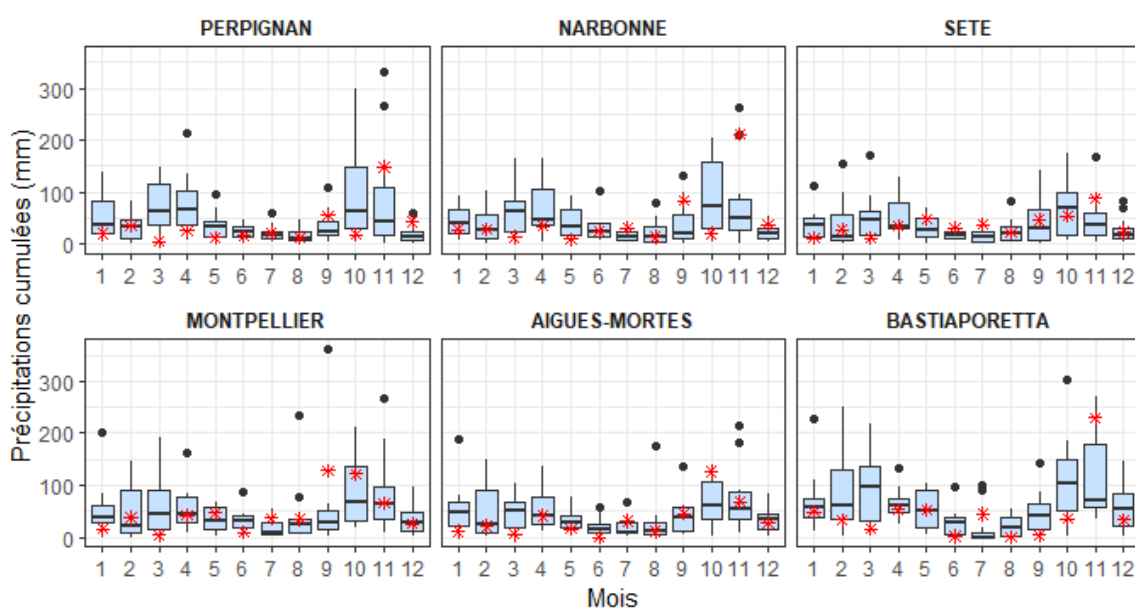 PERPIGNAN NARBONNE SETE
Précipitations cumulées (mm)
300
200
100
0
1 2 3 4 5 6 7 8 9 10 11 12 1 2 3 4 5 6 7 8 9 10 11 12 1 2 3 4 5 6 7 8 9 10 11 12
MONTPELLIER AIGUES-MORTES BASTIAPORETTA
300
200
100
0
1 2 3 4 5 6 7 8 9 10 11 12 1 2 3 4 5 6 7 8 9 10 11 12 1 2 3 4 5 6 7 8 9 10 11 12
Mois